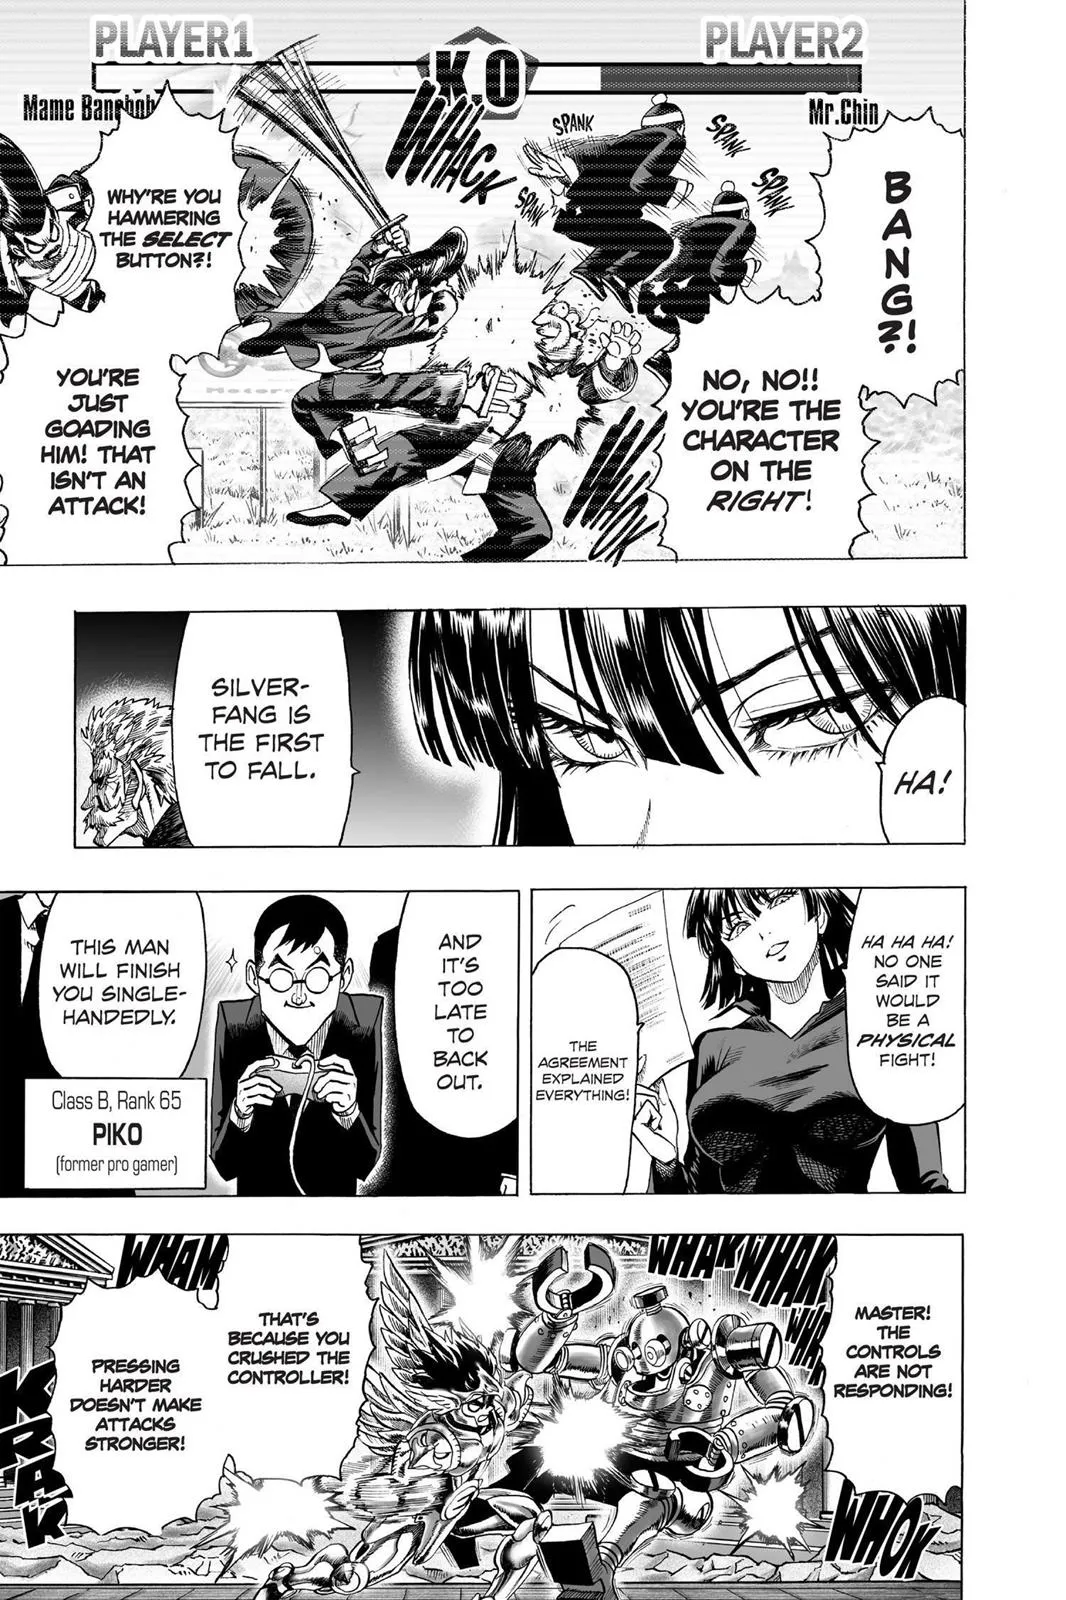 PLAYER1
K.O
PLAYER2
Mr.Chin
BANG?!
NO, NO!!
YOU'RE THE
CHARACTER
ON THE
RIGHT!
SPANK
SPANK
SPANK
SPANK
WHACK
WHY'RE YOU
HAMMERING
THE SELECT
BUTTON?!
YOU'RE
JUST
GOADING
HIM! THAT
ISN'T AN
ATTACK!
HA!
SILVER-
FANG IS
THE FIRST
TO FALL.
HA HA HA!
NO ONE
SAID IT
WOULD
BE A
PHYSICAL
FIGHT!
THE
AGREEMENT
EXPLAINED
EVERYTHING!
AND
IT'S
TOO
LATE
TO
BACK
OUT.
THIS MAN
WILL FINISH
YOU SINGLE-
HANDEDLY.
Class B, Rank 65
PIKO
(former pro gamer)
MASTER!
THE
CONTROLS
ARE NOT
RESPONDING!
WHAK
WHAK
WHAK
THAT'S
BECAUSE YOU
CRUSHED THE
CONTROLLER!
WHAM
PRESSING
HARDER
DOESN'T MAKE
ATTACKS
STRONGER!
KRAK
WHOK